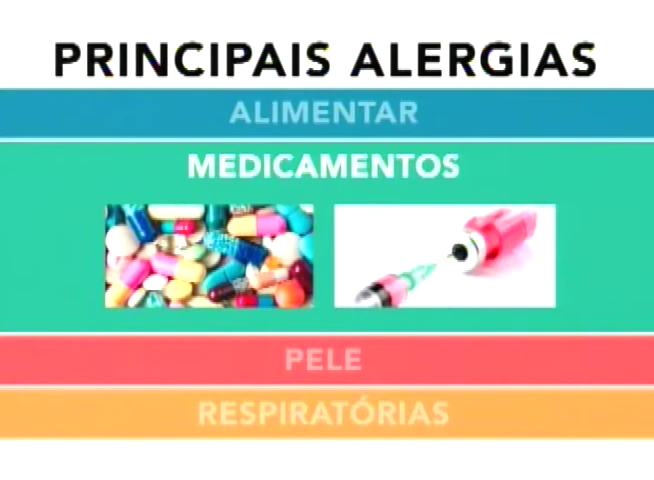 PRINCIPAIS ALERGIAS
ALIMENTAR
MEDICAMENTOS
PELE
RESPIRATÓRIAS